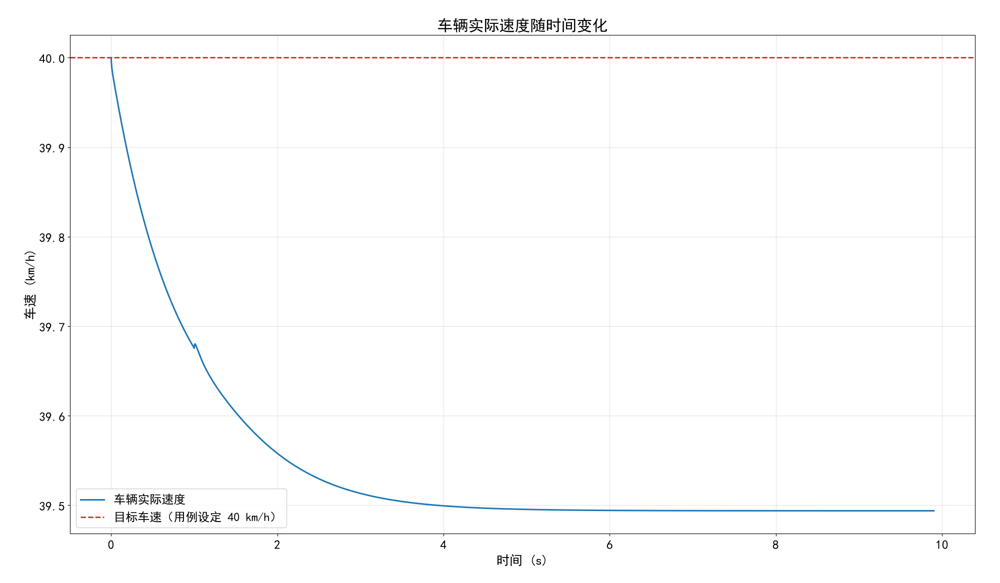 车辆实际速度随时间变化
车速 (km/h)
40.0
39.9
39.8
39.7
39.6
39.5
车辆实际速度
目标车速（用例设定 40 km/h）
0 2 4 6 8 10
时间 (s)